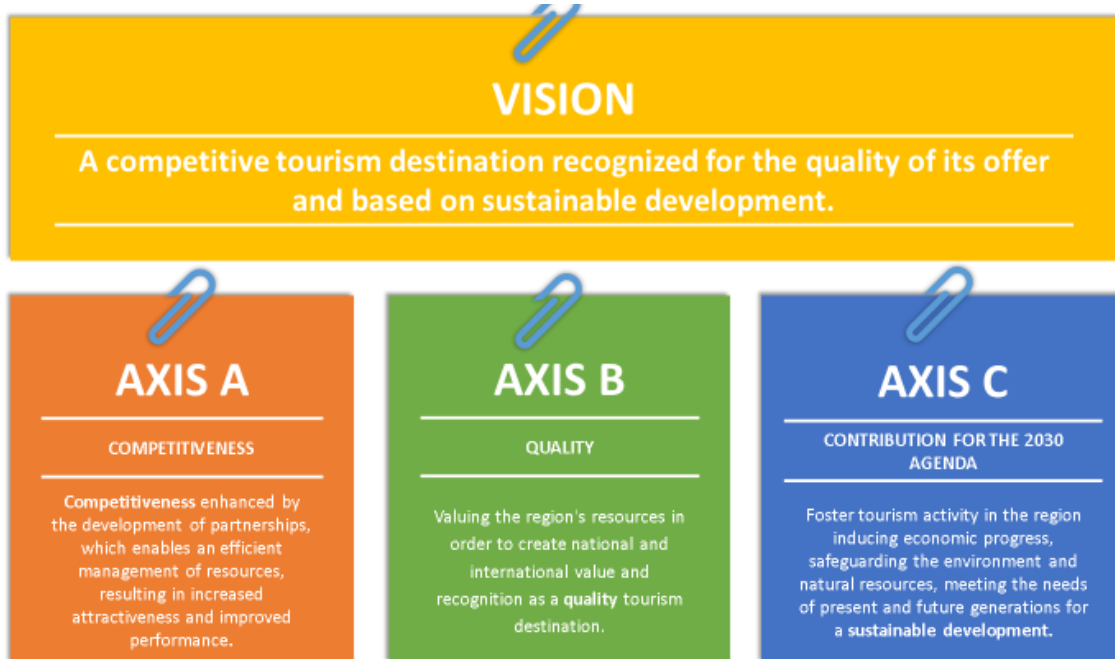 VISION
A competitive tourism destination recognized for the quality of its offer
and based on sustainable development.
AXIS A
COMPETITIVENESS
Competitiveness enhanced by
the development of partnerships,
which enables an efficient
management of resources,
resulting in increased
attractiveness and improved
performance.
AXIS B
QUALITY
Valuing the region's resources in
order to create national and
international value and
recognition as a quality tourism
destination.
AXIS C
CONTRIBUTION FOR THE 2030
AGENDA
Foster tourism activity in the region
inducing economic progress,
safeguarding the environment and
natural resources, meeting the needs
of present and future generations for
a sustainable development.